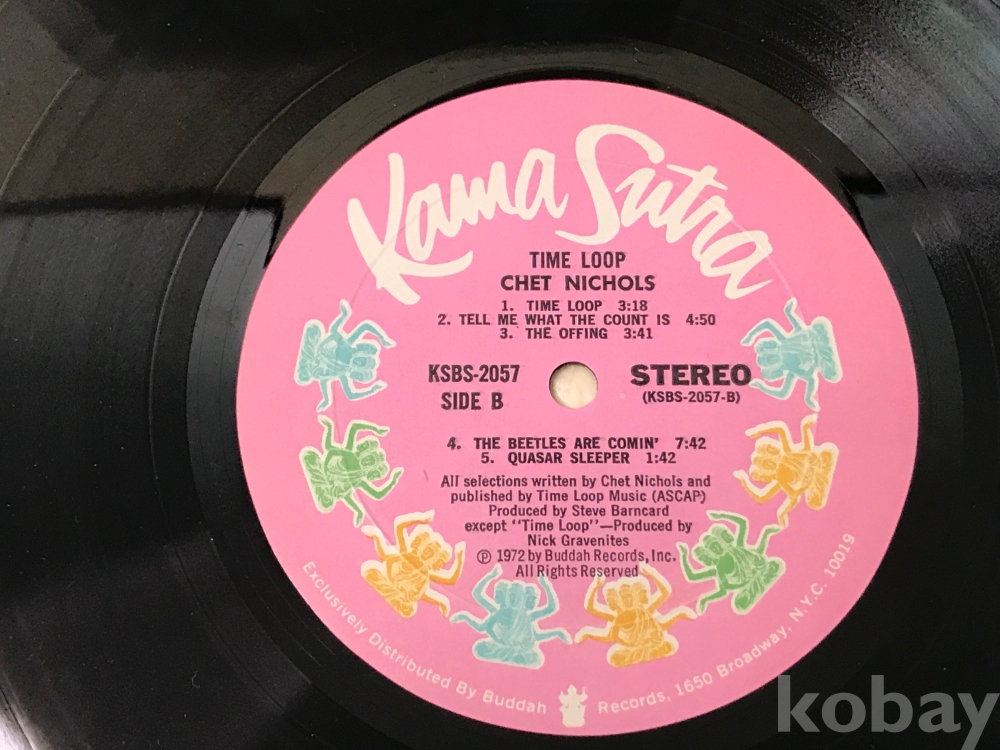 Kama Sutra
TIME LOOP
CHET NICHOLS
1. TIME LOOP 3:18
2. TELL ME WHAT THE COUNT IS 4:50
3. THE OFFING 3:41
KSBS-2057
SIDE B
STEREO
(KSBS-2057-B)
4. THE BEETLES ARE COMIN' 7:42
5. QUASAR SLEEPER 1:42
All selections written by Chet Nichols and
published by Time Loop Music (ASCAP)
Produced by Steve Barncard
except "Time Loop"—Produced by
Nick Gravenites
℗ 1972 by Buddah Records, Inc.
All Rights Reserved
Exclusively Distributed By Buddah Records, 1650 Broadway, N.Y.C. 10019
kobay